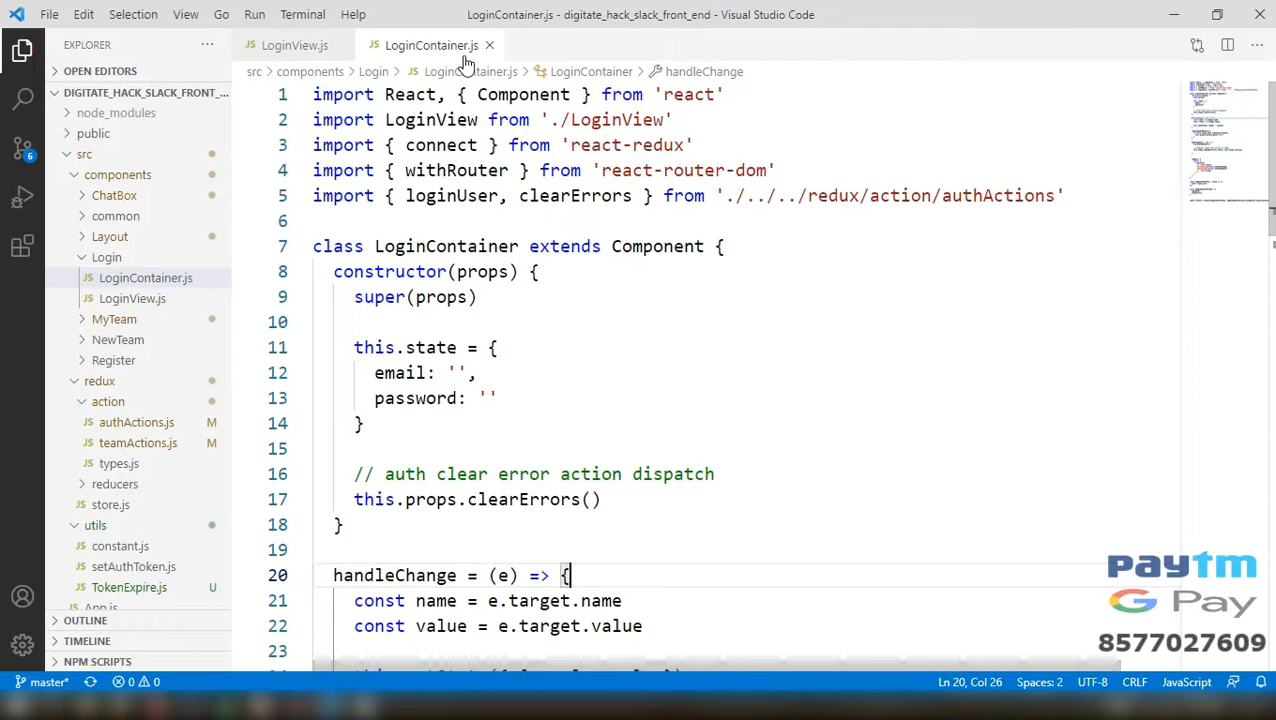 File Edit Selection View Go Run Terminal Help
LoginContainer.js - digitate_hack_slack_front_end - Visual Studio Code
EXPLORER
OPEN EDITORS
DIGITATE_HACK_SLACK_FRONT_...
node_modules
public
src
components
ChatBox
common
Layout
Login
LoginContainer.js
LoginView.js
MyTeam
NewTeam
Register
redux
action
authActions.js M
teamActions.js M
types.js
reducers
store.js
utils
constant.js
setAuthToken.js
TokenExpire.js U
App.js
OUTLINE
TIMELINE
NPM SCRIPTS
6
JS LoginView.js JS LoginContainer.js
src > components > Login > JS LoginContainer.js > LoginContainer > handleChange
1 import React, { Component } from 'react'
2 import LoginView from './LoginView'
3 import { connect } from 'react-redux'
4 import { withRouter } from 'react-router-dom'
5 import { loginUser, clearErrors } from './../../redux/action/authActions'
6
7 class LoginContainer extends Component {
8 constructor(props) {
9 super(props)
10
11 this.state = {
12 email: '',
13 password: ''
14 }
15
16 // auth clear error action dispatch
17 this.props.clearErrors()
18 }
19
20 handleChange = (e) => {
21 const name = e.target.name
22 const value = e.target.value
23
paytm
G Pay
8577027609
master* 0 0
Ln 20, Col 26 Spaces: 2 UTF-8 CRLF JavaScript